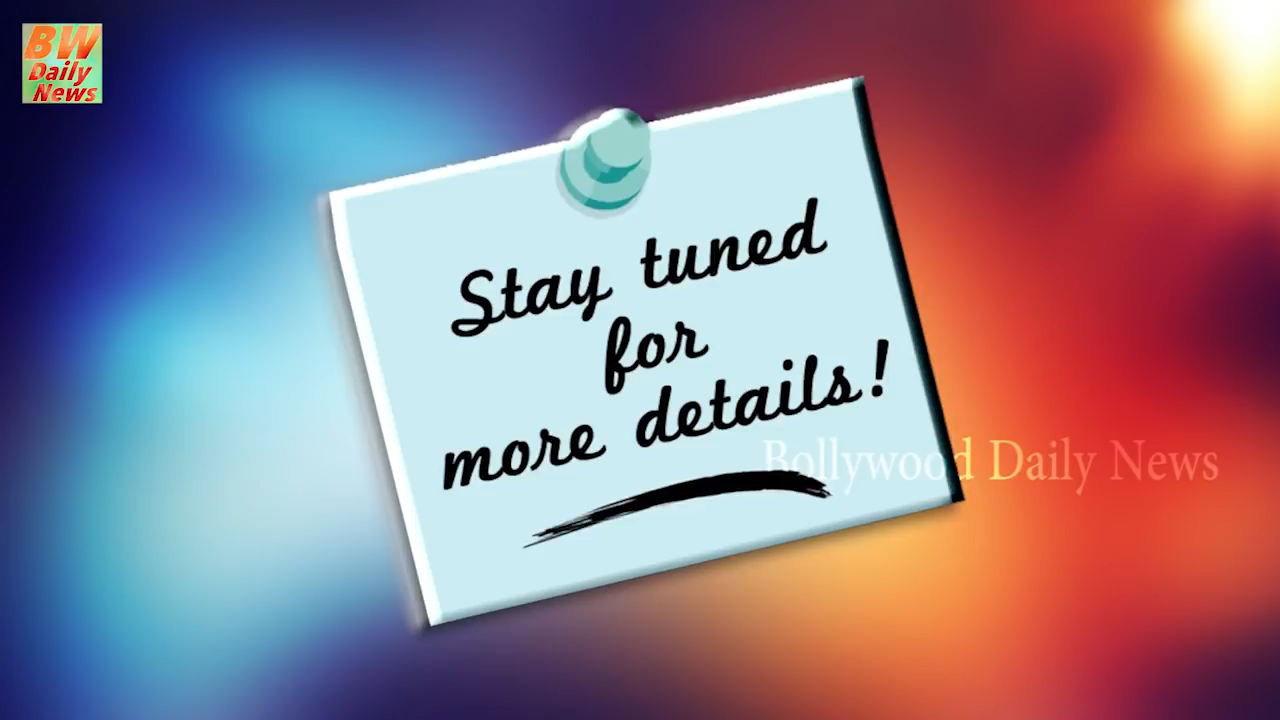 BW
Daily
News
Stay tuned
for
more details!
Bollywood Daily News